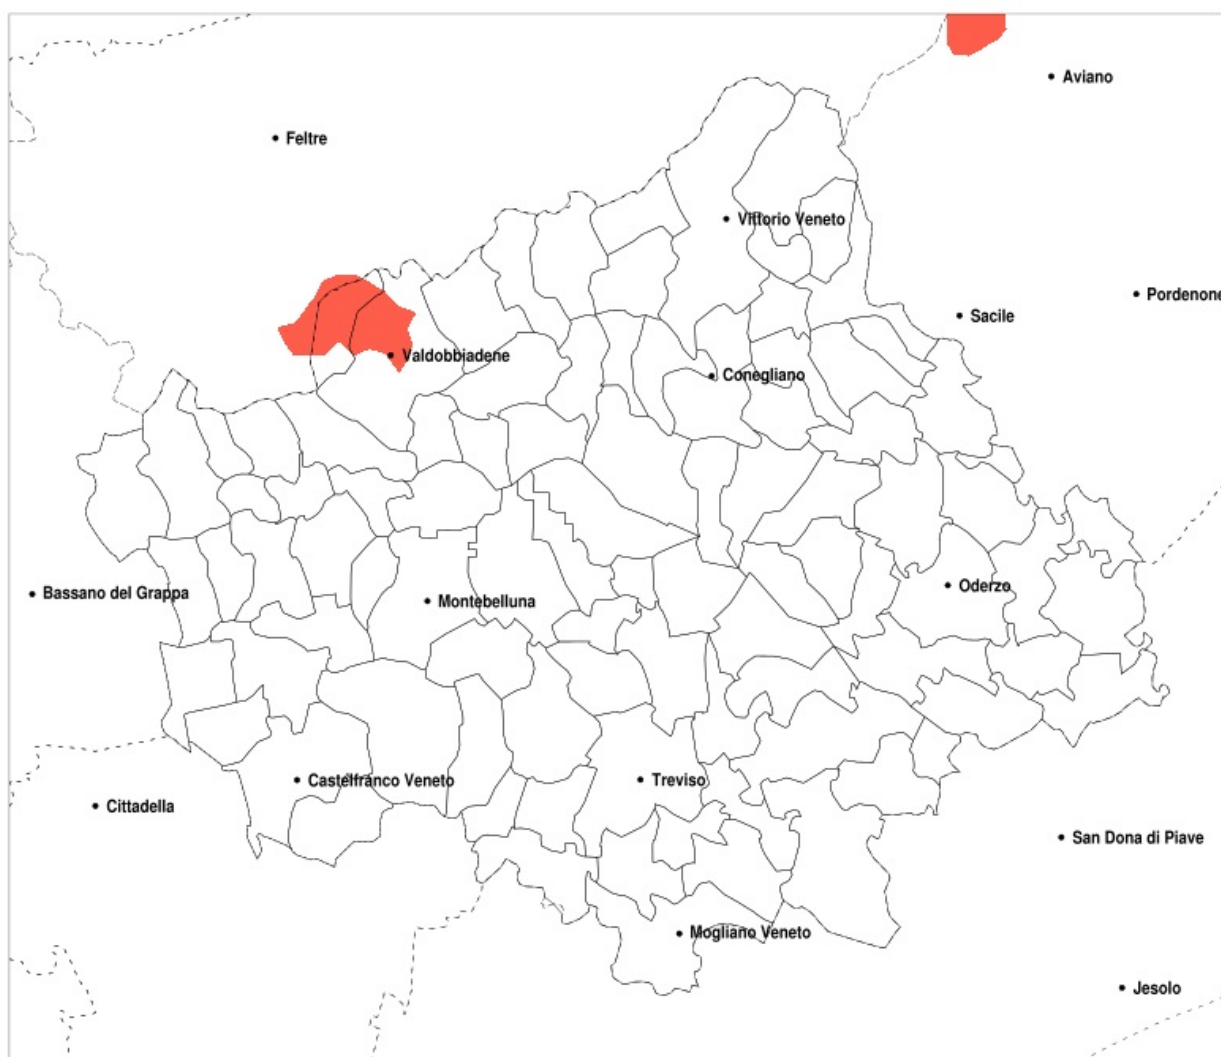 Aviano
Feltre
Vittorio Veneto
Pordenone
Sacile
Valdobbiadene
Conegliano
Oderzo
Bassano del Grappa
Montebelluna
Castelfranco Veneto
Treviso
Cittadella
San Dona di Piave
Mogliano Veneto
Jesolo